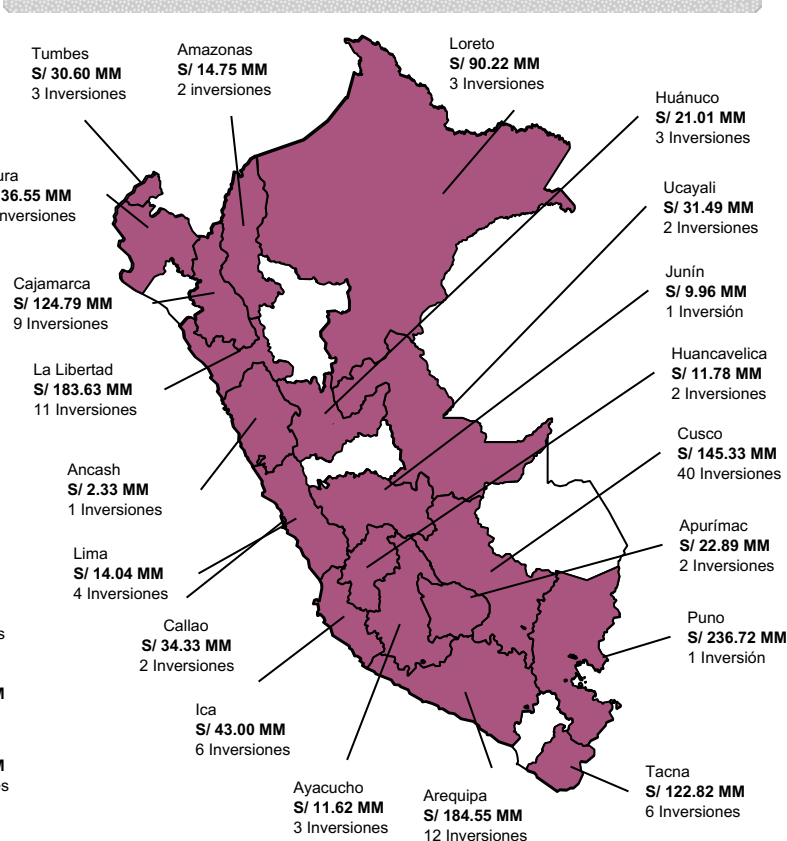 Tumbes
S/ 30.60 MM
3 Inversiones
Amazonas
S/ 14.75 MM
2 inversiones
Loreto
S/ 90.22 MM
3 Inversiones
Huánuco
S/ 21.01 MM
3 Inversiones
36.55 MM
Ucayali
S/ 31.49 MM
2 Inversiones
Cajamarca
S/ 124.79 MM
9 Inversiones
Junín
S/ 9.96 MM
1 Inversión
La Libertad
S/ 183.63 MM
11 Inversiones
Huancavelica
S/ 11.78 MM
2 Inversiones
Cusco
S/ 145.33 MM
40 Inversiones
Ancash
S/ 2.33 MM
1 Inversiones
Apurímac
S/ 22.89 MM
2 Inversiones
Lima
S/ 14.04 MM
4 Inversiones
Callao
S/ 34.33 MM
2 Inversiones
Puno
S/ 236.72 MM
1 Inversión
Ica
S/ 43.00 MM
6 Inversiones
Ayacucho
S/ 11.62 MM
3 Inversiones
Arequipa
S/ 184.55 MM
12 Inversiones
Tacna
S/ 122.82 MM
6 Inversiones